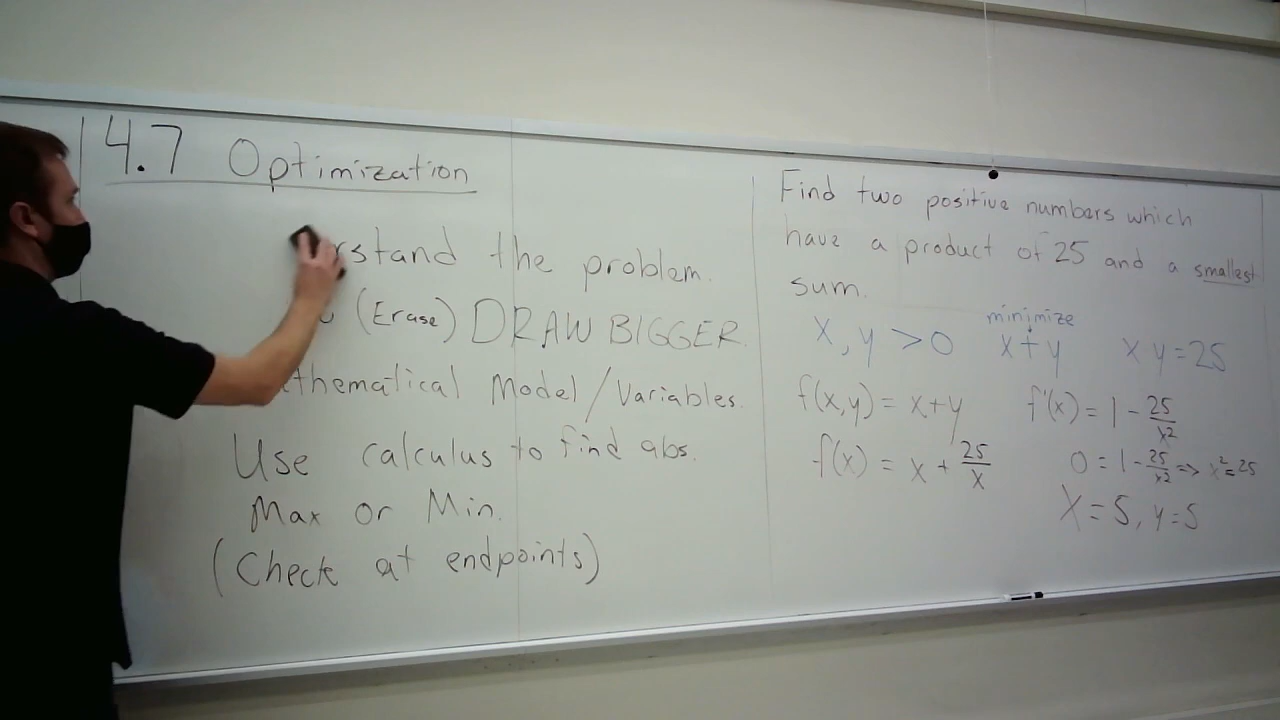 4.7 Optimization
rstand the problem.
(Erase) DRAW BIGGER.
thematical Model/Variables.
Use calculus to find abs.
Max or Min.
(Check at endpoints)
Find two positive numbers which
have a product of 25 and a smallest
sum.
minimize
x, y > 0 x+y xy=25
f(x,y) = x+y f'(x) = 1 - 25/x²
f(x) = x + 25/x 0 = 1 - 25/x² => x²=25
X=5, y=5